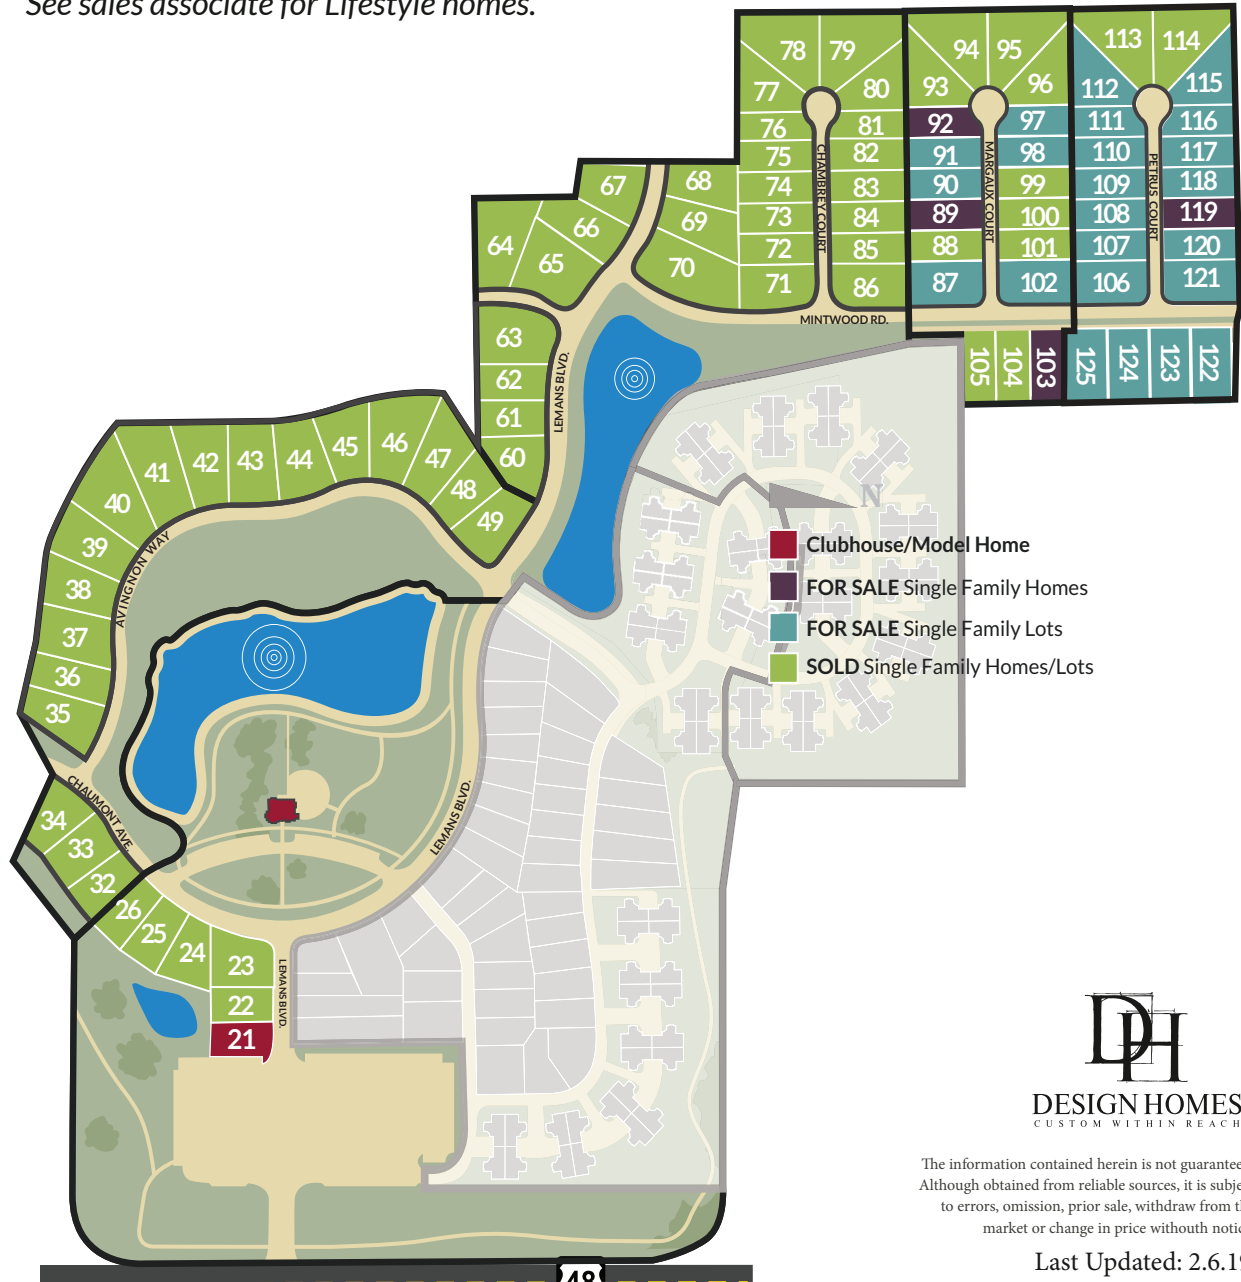 See sales associate for Lifestyle homes.
78 79
77 80
76 81
75 82
74 83
73 84
72 85
71 86
CHAMBREY COURT
94 95
93 96
92 97
91 98
90 99
89 100
88 101
87 102
MARGAUX COURT
113 114
112 115
111 116
110 117
109 118
108 119
107 120
106 121
PETRUS COURT
67 68
66 69
64 65 70
MINTWOOD RD.
105 104 103 125 124 123 122
63
62
61
60
LEMANS BLVD.
41 42 43 44 45 46 47
40 48
39 49
38
37
36
35
AVINGNON WAY
N
Clubhouse/Model Home
FOR SALE Single Family Homes
FOR SALE Single Family Lots
SOLD Single Family Homes/Lots
CHAUMONT AVE.
LEMANS BLVD.
34
33
32
26
25
24
23
22
21
LEMANS BLVD.
DH
DESIGN HOMES
CUSTOM WITHIN REACH
The information contained herein is not guarantee
Although obtained from reliable sources, it is subje
to errors, omission, prior sale, withdraw from th
market or change in price withouth notic
Last Updated: 2.6.19
48